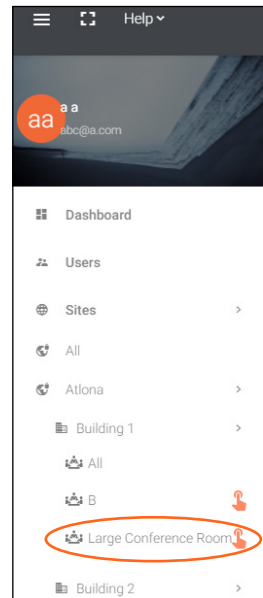 Help
aa
a a
abc@a.com
Dashboard
Users
Sites
All
Atlona
Building 1
All
B
Large Conference Room
Building 2